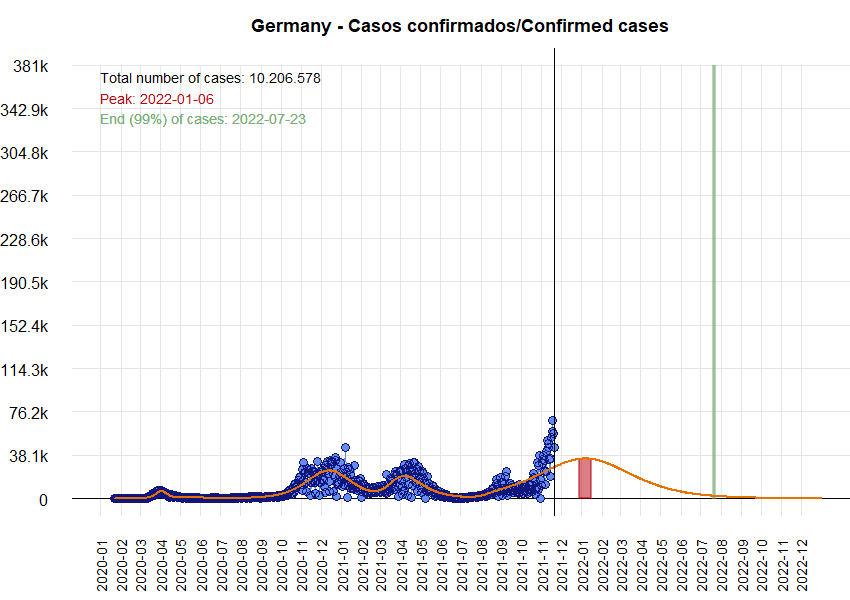 Germany - Casos confirmados/Confirmed cases
381k
Total number of cases: 10.206.578
Peak: 2022-01-06
End (99%) of cases: 2022-07-23
342.9k
304.8k
266.7k
228.6k
190.5k
152.4k
114.3k
76.2k
38.1k
0
2020-01
2020-02
2020-03
2020-04
2020-05
2020-06
2020-07
2020-08
2020-09
2020-10
2020-11
2020-12
2021-01
2021-02
2021-03
2021-04
2021-05
2021-06
2021-07
2021-08
2021-09
2021-10
2021-11
2021-12
2022-01
2022-02
2022-03
2022-04
2022-05
2022-06
2022-07
2022-08
2022-09
2022-10
2022-11
2022-12